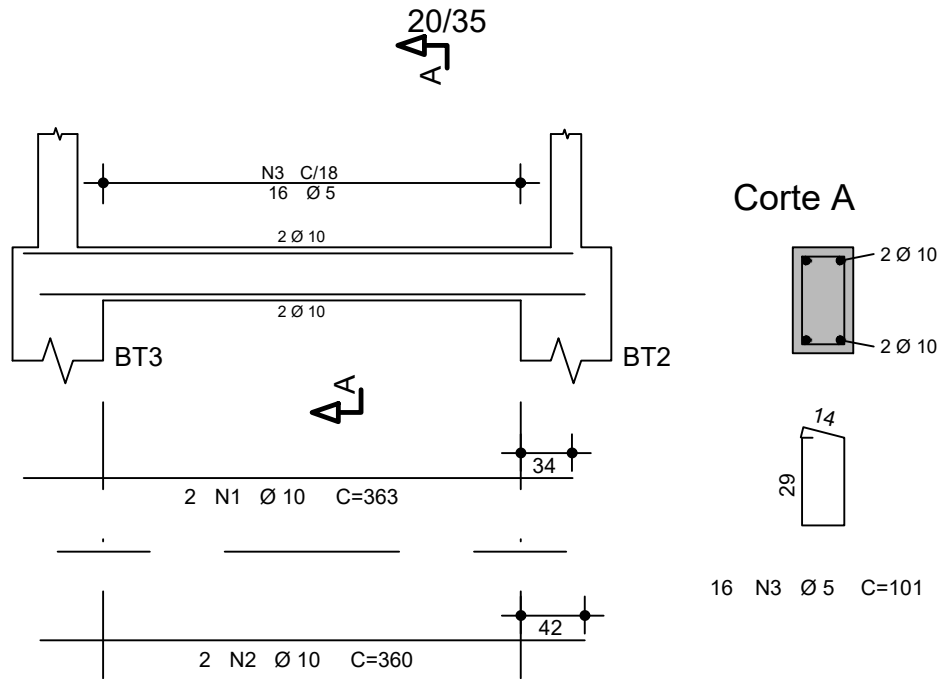 20/35
A
N3 C/18
16 Ø 5
Corte A
2 Ø 10
2 Ø 10
2 Ø 10
2 Ø 10
BT3
BT2
A
14
34
29
2 N1 Ø 10 C=363
16 N3 Ø 5 C=101
42
2 N2 Ø 10 C=360